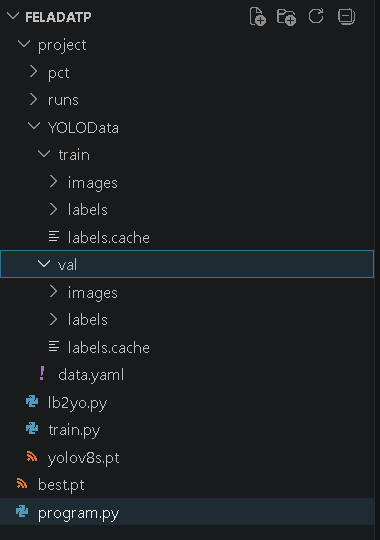 FELADATP
project
pct
runs
YOLOData
train
images
labels
labels.cache
val
images
labels
labels.cache
! data.yaml
lb2yo.py
train.py
yolov8s.pt
best.pt
program.py